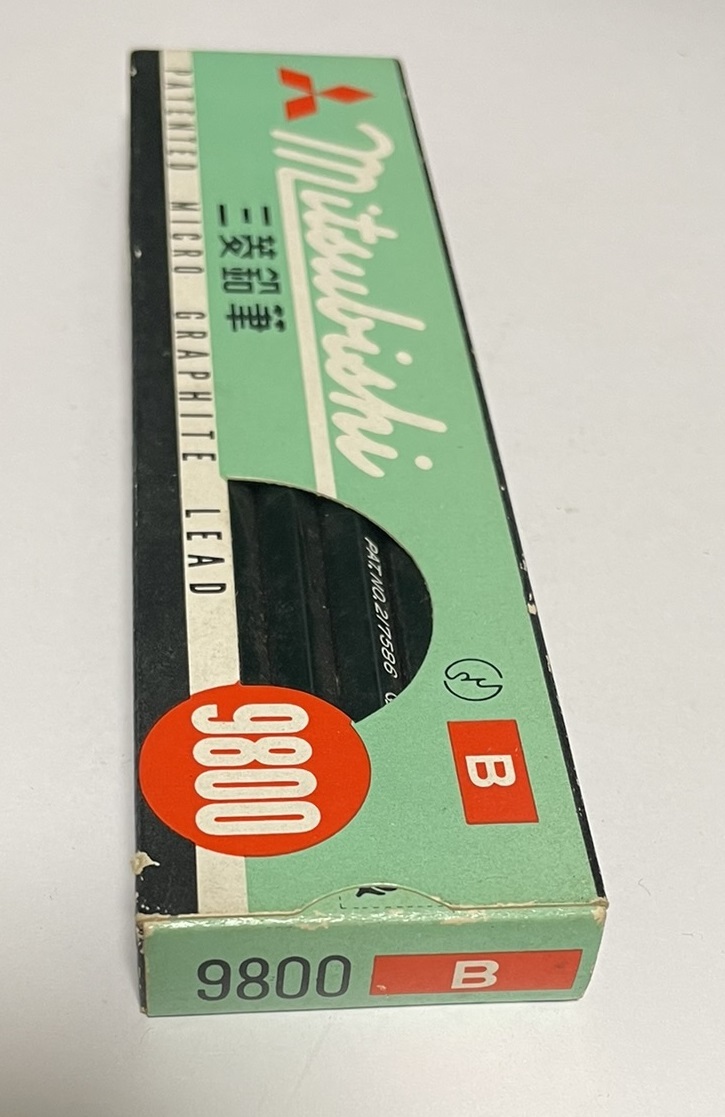 Mitsubishi
三菱鉛筆
PATENTED MICRO GRAPHITE LEAD
PAT.NO.217586
B
9800
9800
B